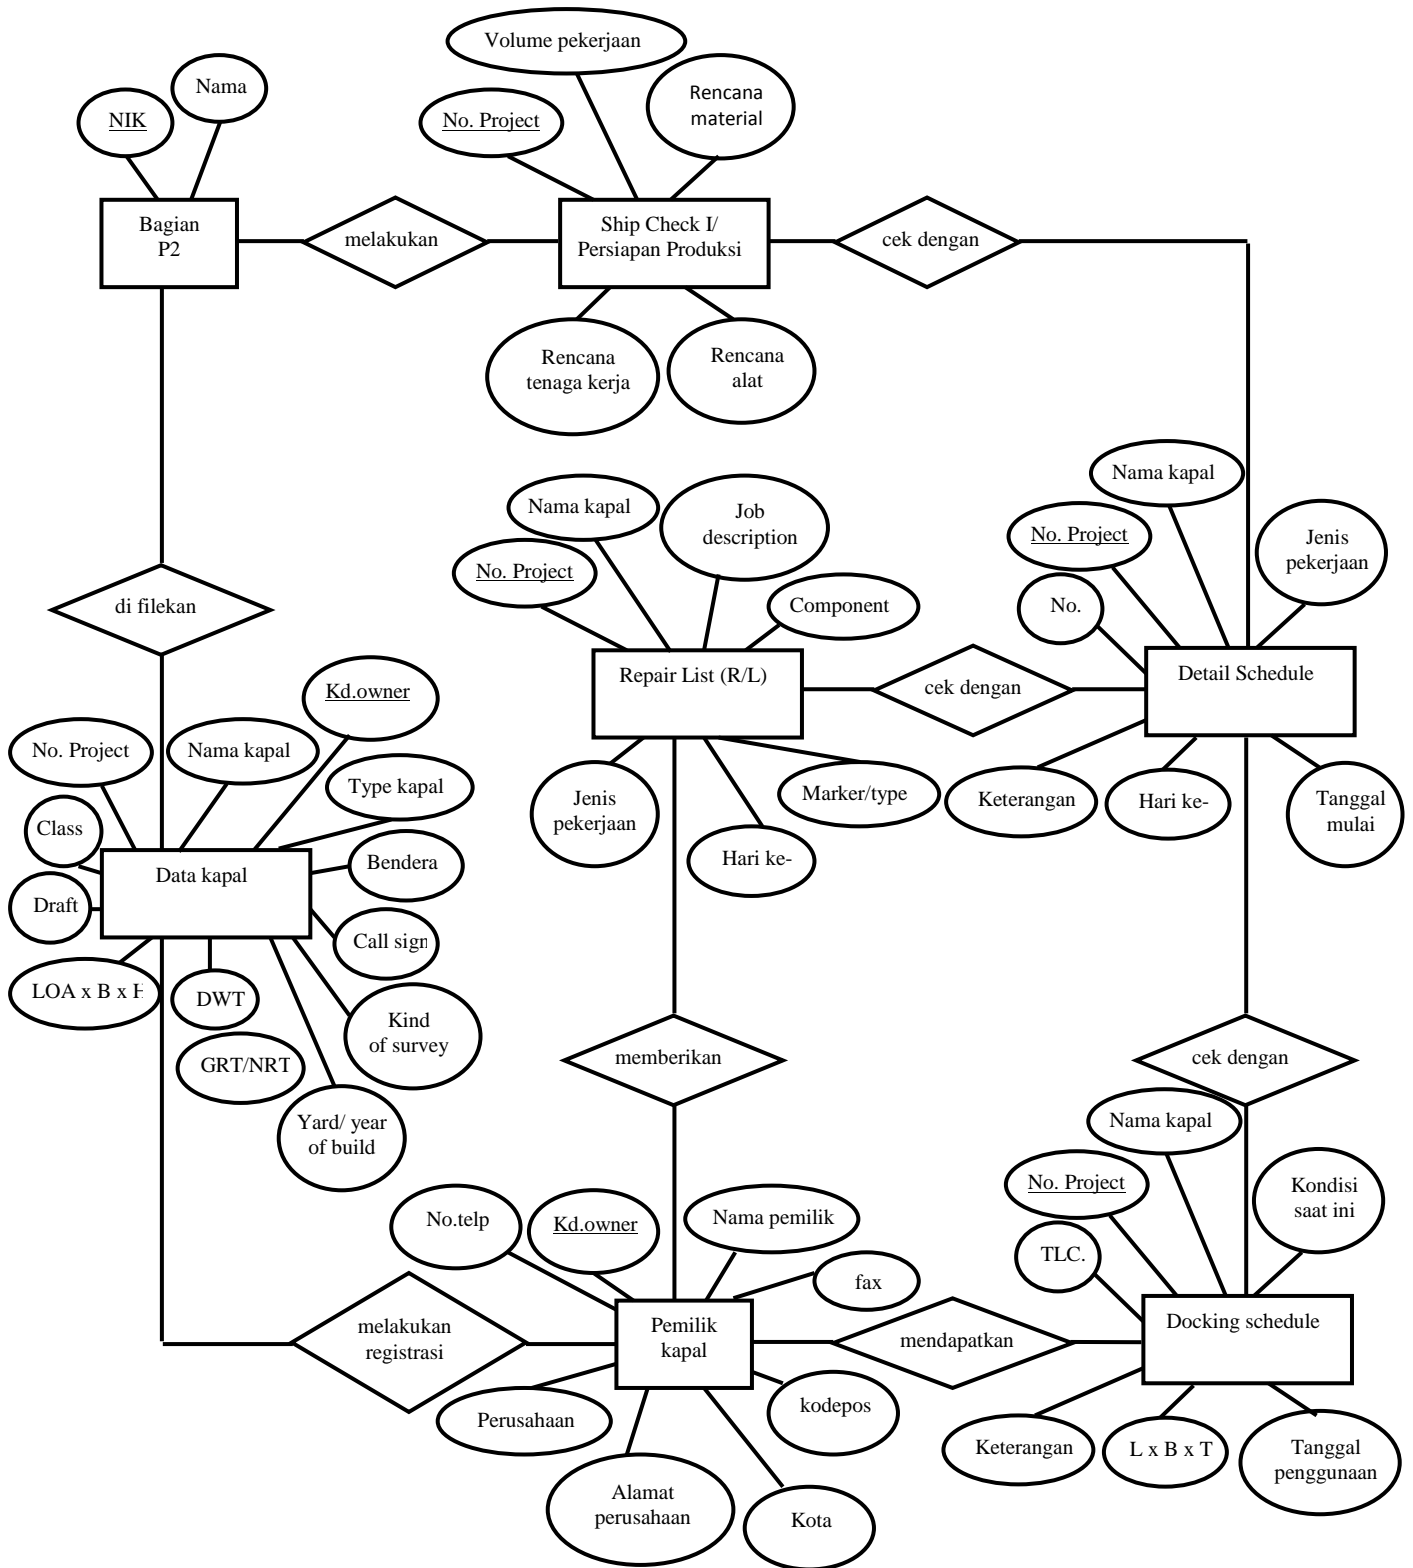 Volume pekerjaan
Nama
Rencana
material
NIK
No. Project
Bagian
P2
melakukan
Ship Check I/
Persiapan Produksi
cek dengan
Rencana
tenaga kerja
Rencana
alat
Nama kapal
Job
description
Nama kapal
No. Project
Jenis
pekerjaan
No. Project
Component
No.
di filekan
Repair List (R/L)
cek dengan
Detail Schedule
Kd.owner
No. Project
Nama kapal
Type kapal
Jenis
pekerjaan
Marker/type
Keterangan
Hari ke-
Tanggal
mulai
Class
Hari ke-
Data kapal
Bendera
Draft
Call sign
LOA x B x H
DWT
Kind
of survey
GRT/NRT
memberikan
cek dengan
Yard/ year
of build
Nama kapal
No. Project
Kondisi
saat ini
No.telp
Kd.owner
Nama pemilik
TLC.
fax
melakukan
registrasi
Pemilik
kapal
mendapatkan
Docking schedule
Perusahaan
kodepos
Keterangan
L x B x T
Tanggal
penggunaan
Alamat
perusahaan
Kota